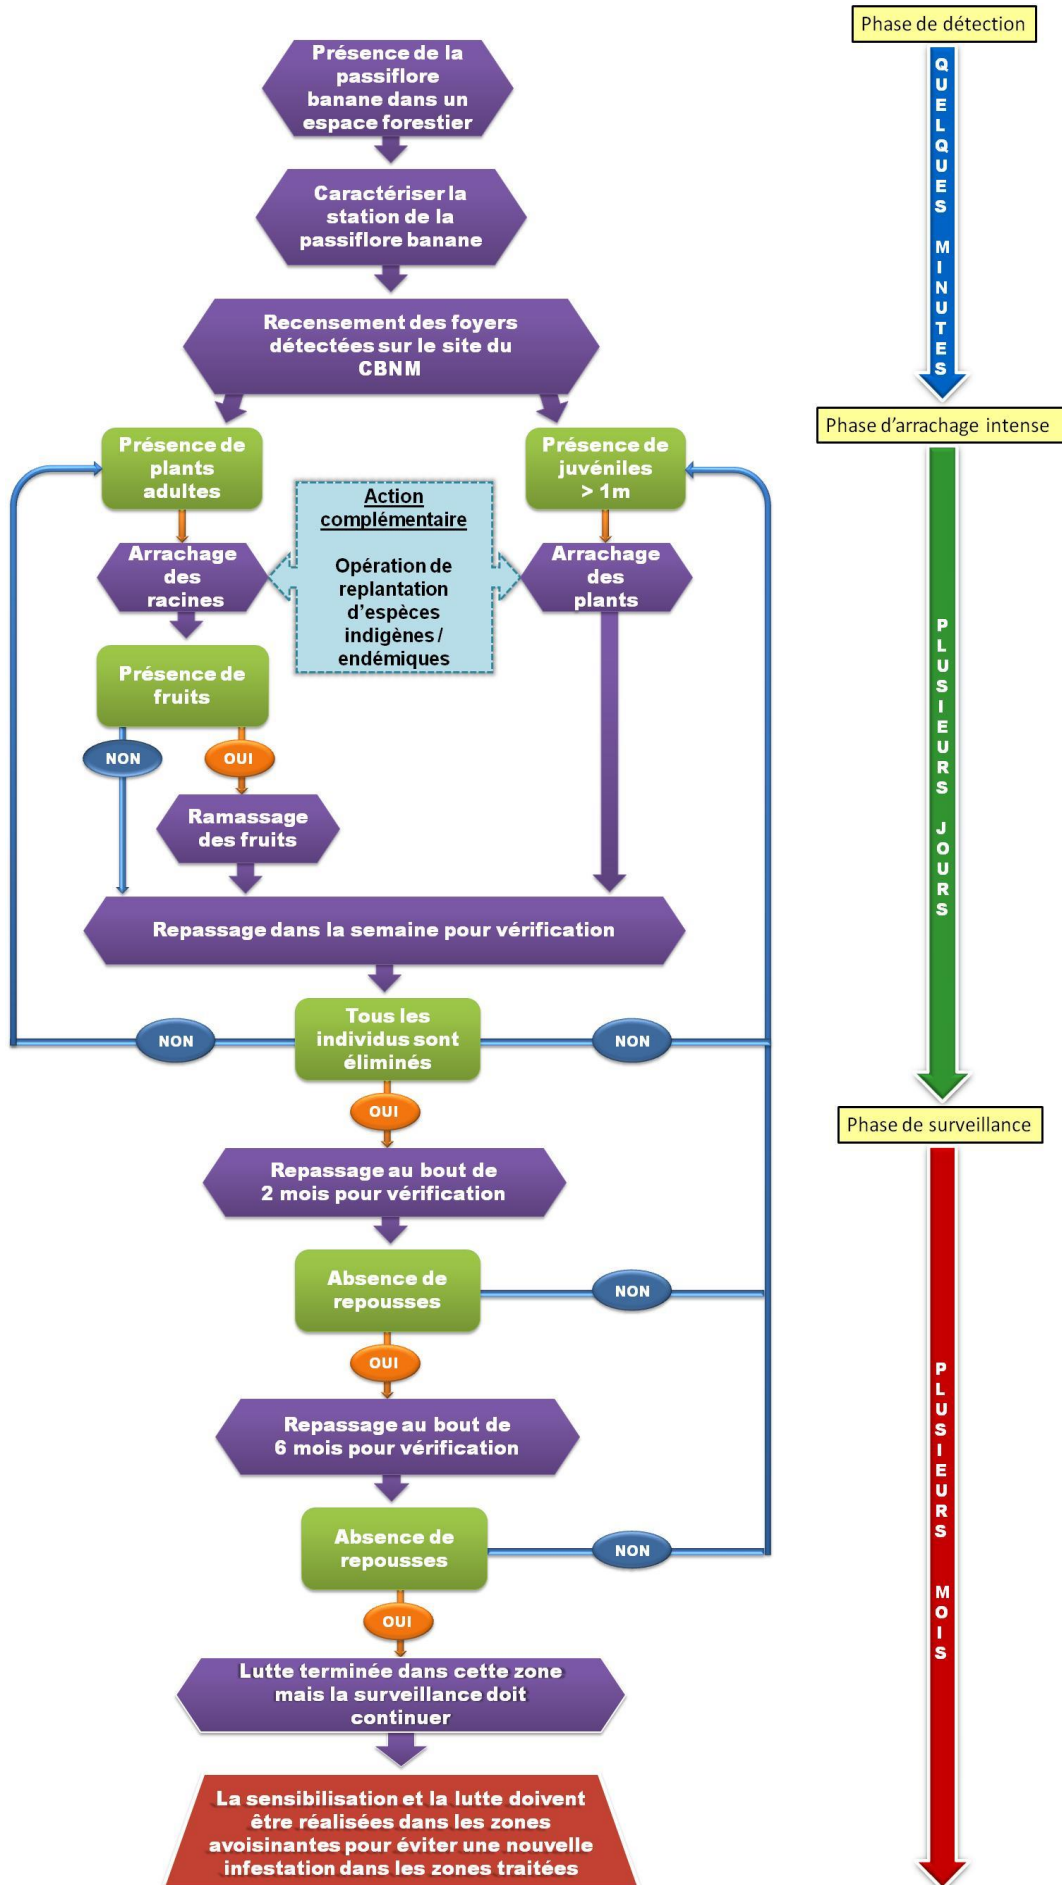 Phase de détection
Présence de la
passiflore
banane dans un
espace forestier
QUELQUES MINUTES
Caractériser la
station de la
passiflore banane
Recensement des foyers
détectées sur le site du
CBNM
Phase d'arrachage intense
Présence de
plants
adultes
Présence de
juvéniles
> 1m
Action
complémentaire
Opération de
replantation
d'espèces
indigènes /
endémiques
Arrachage
des
racines
Arrachage
des
plants
PLUSIEURS JOURS
Présence de
fruits
NON
OUI
Ramassage
des fruits
Repassage dans la semaine pour vérification
Tous les
individus sont
éliminés
NON
NON
OUI
Phase de surveillance
Repassage au bout de
2 mois pour vérification
Absence de
repousses
NON
OUI
PLUSIEURS MOIS
Repassage au bout de
6 mois pour vérification
Absence de
repousses
NON
OUI
Lutte terminée dans cette zone
mais la surveillance doit
continuer
La sensibilisation et la lutte doivent
être réalisées dans les zones
avoisinantes pour éviter une nouvelle
infestation dans les zones traitées